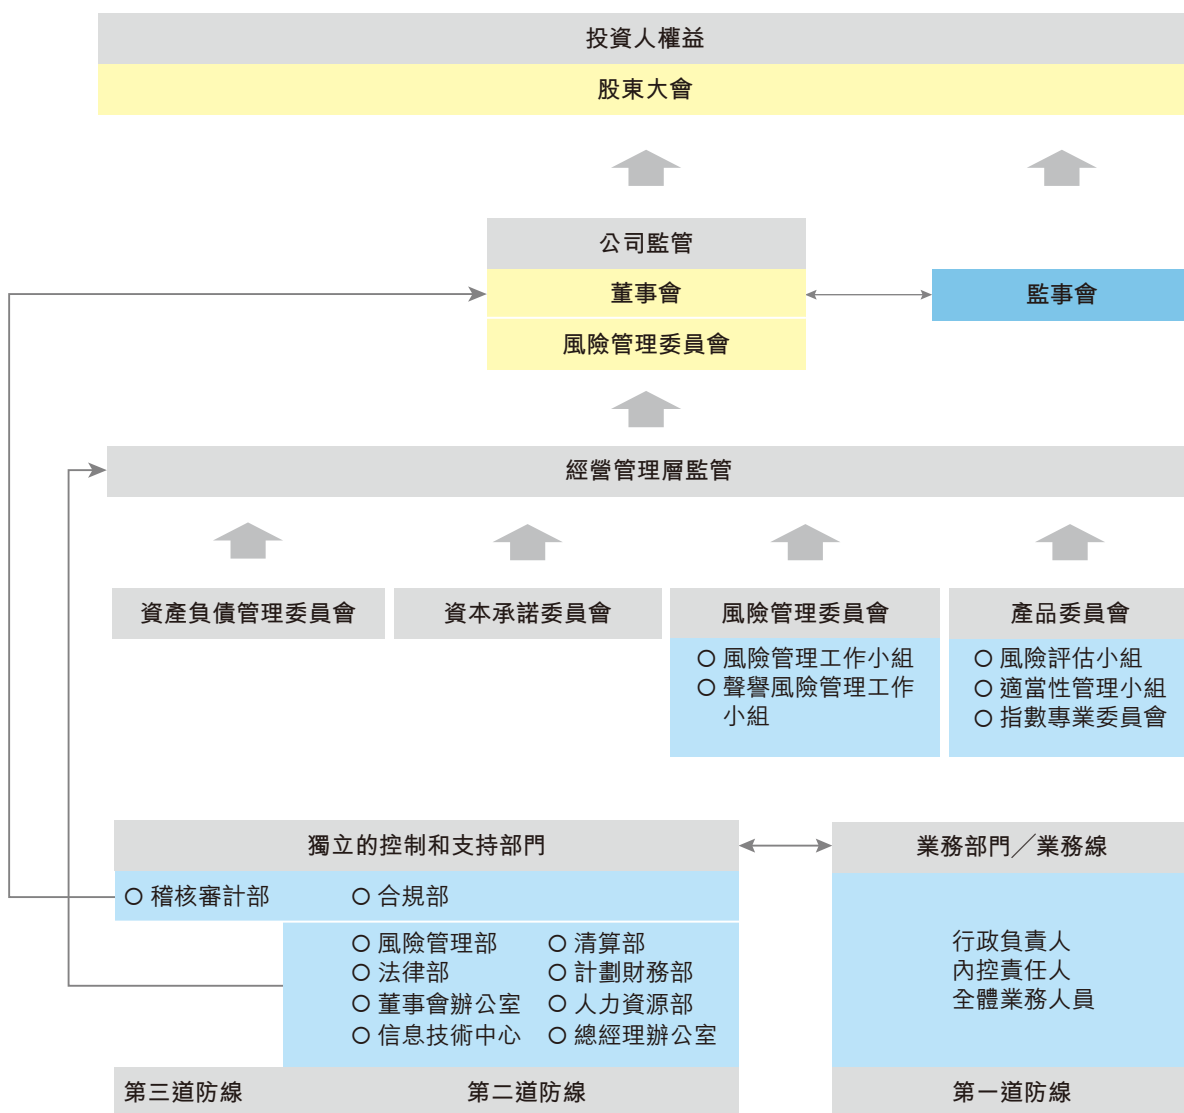 投資人權益
股東大會
公司監管
董事會
監事會
風險管理委員會
經營管理層監管
資產負債管理委員會
資本承諾委員會
風險管理委員會
○ 風險管理工作小組
○ 聲譽風險管理工作
小組
產品委員會
○ 風險評估小組
○ 適當性管理小組
○ 指數專業委員會
獨立的控制和支持部門
○ 稽核審計部
○ 合規部
○ 風險管理部
○ 清算部
○ 法律部
○ 計劃財務部
○ 董事會辦公室
○ 人力資源部
○ 信息技術中心
○ 總經理辦公室
第三道防線
第二道防線
業務部門╱業務線
行政負責人
內控責任人
全體業務人員
第一道防線